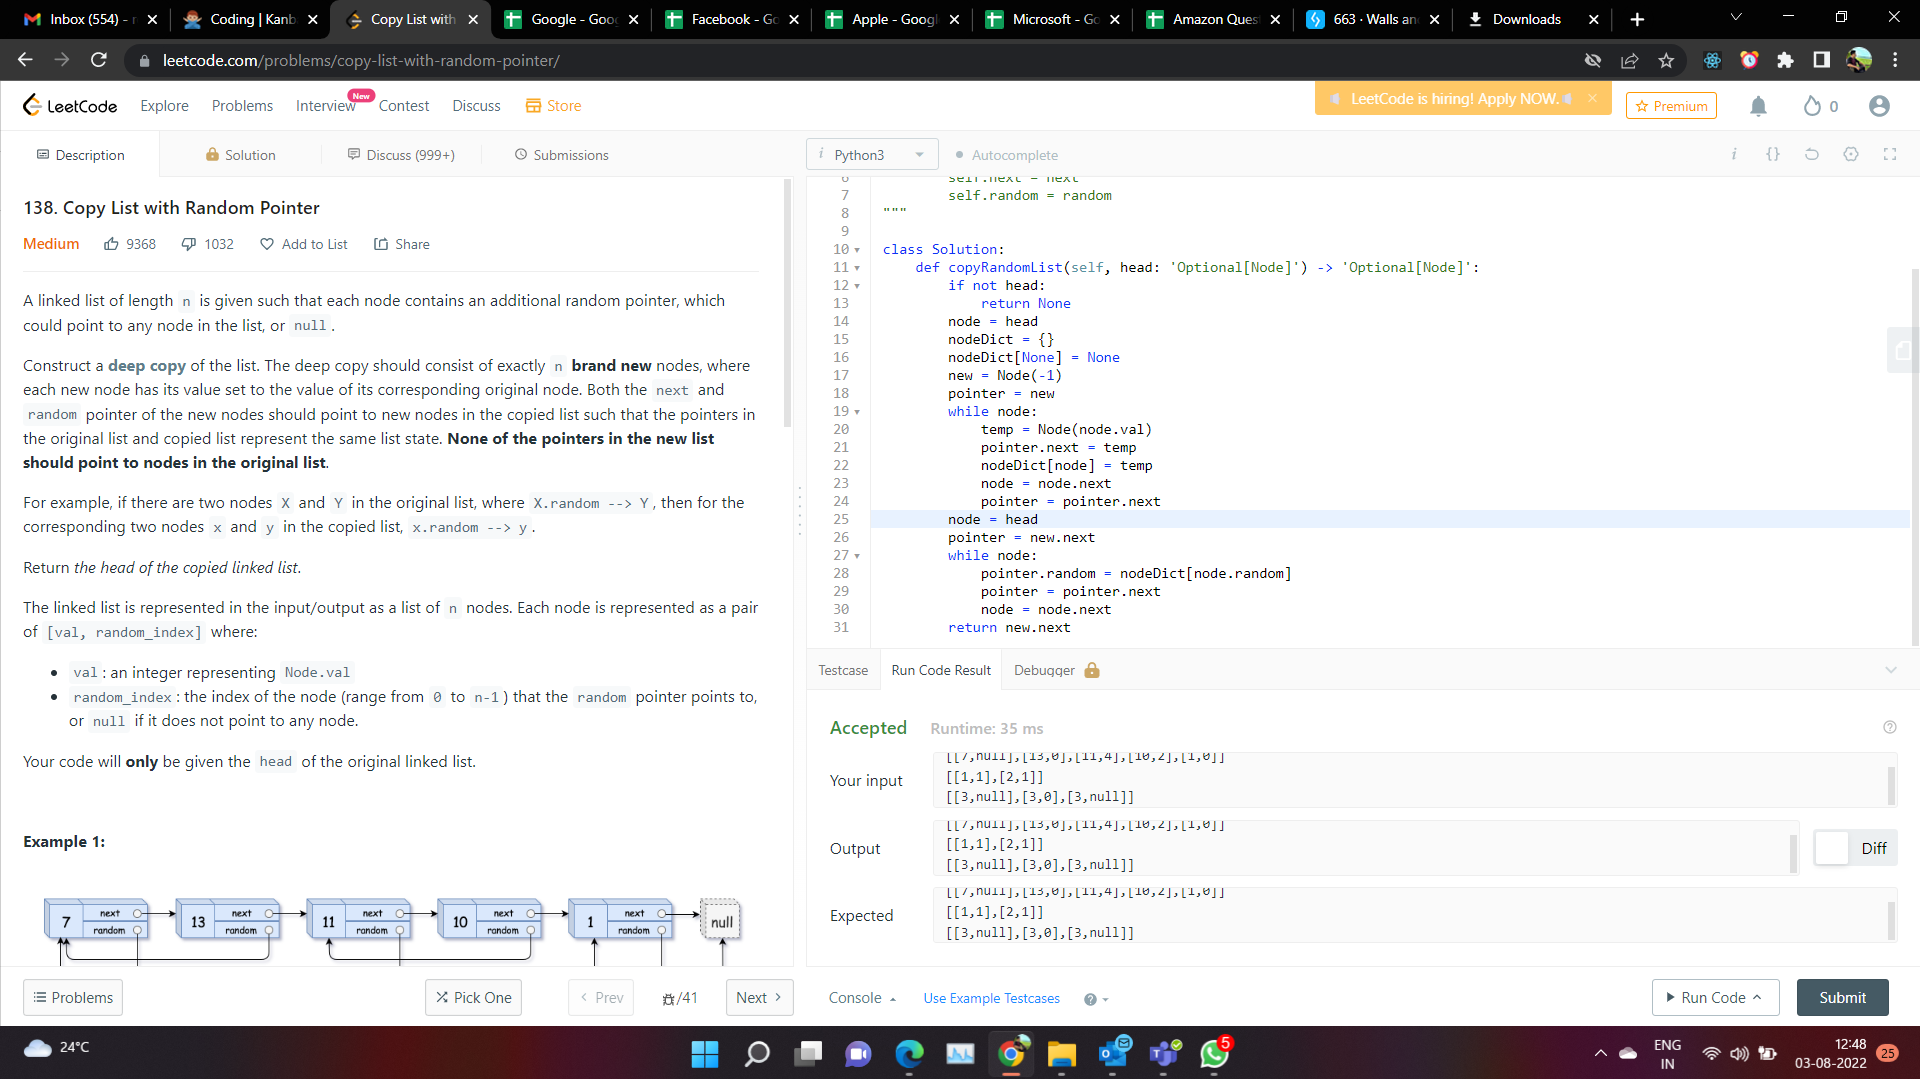 Inbox (554) - r
Coding | Kanb
Copy List with
Google - Goo
Facebook - Go
Apple - Googl
Microsoft - Go
Amazon Ques
663 · Walls an
Downloads
leetcode.com/problems/copy-list-with-random-pointer/
LeetCode
Explore
Problems
Interview
New
Contest
Discuss
Store
LeetCode is hiring! Apply NOW.
Premium
0
Description
Solution
Discuss (999+)
Submissions
Python3
Autocomplete
138. Copy List with Random Pointer
Medium
9368
1032
Add to List
Share
A linked list of length n is given such that each node contains an additional random pointer, which
could point to any node in the list, or null.
Construct a deep copy of the list. The deep copy should consist of exactly n brand new nodes, where
each new node has its value set to the value of its corresponding original node. Both the next and
random pointer of the new nodes should point to new nodes in the copied list such that the pointers in
the original list and copied list represent the same list state. None of the pointers in the new list
should point to nodes in the original list.
For example, if there are two nodes X and Y in the original list, where X.random --> Y, then for the
corresponding two nodes x and y in the copied list, x.random --> y.
Return the head of the copied linked list.
The linked list is represented in the input/output as a list of n nodes. Each node is represented as a pair
of [val, random_index] where:
• val: an integer representing Node.val
• random_index: the index of the node (range from 0 to n-1) that the random pointer points to,
or null if it does not point to any node.
Your code will only be given the head of the original linked list.
Example 1:
7 next random
13 next random
11 next random
10 next random
1 next random
null
Problems
Pick One
Prev
/41
Next
6 self.next = next
7 self.random = random
8 """
9
10 class Solution:
11 def copyRandomList(self, head: 'Optional[Node]') -> 'Optional[Node]':
12 if not head:
13 return None
14 node = head
15 nodeDict = {}
16 nodeDict[None] = None
17 new = Node(-1)
18 pointer = new
19 while node:
20 temp = Node(node.val)
21 pointer.next = temp
22 nodeDict[node] = temp
23 node = node.next
24 pointer = pointer.next
25 node = head
26 pointer = new.next
27 while node:
28 pointer.random = nodeDict[node.random]
29 pointer = pointer.next
30 node = node.next
31 return new.next
Testcase
Run Code Result
Debugger
Accepted
Runtime: 35 ms
Your input
[[7,null],[13,0],[11,4],[10,2],[1,0]]
[[1,1],[2,1]]
[[3,null],[3,0],[3,null]]
Output
[[7,null],[13,0],[11,4],[10,2],[1,0]]
[[1,1],[2,1]]
[[3,null],[3,0],[3,null]]
Diff
Expected
[[7,null],[13,0],[11,4],[10,2],[1,0]]
[[1,1],[2,1]]
[[3,null],[3,0],[3,null]]
Console
Use Example Testcases
Run Code
Submit
24°C
5
ENG
IN
12:48
03-08-2022
25